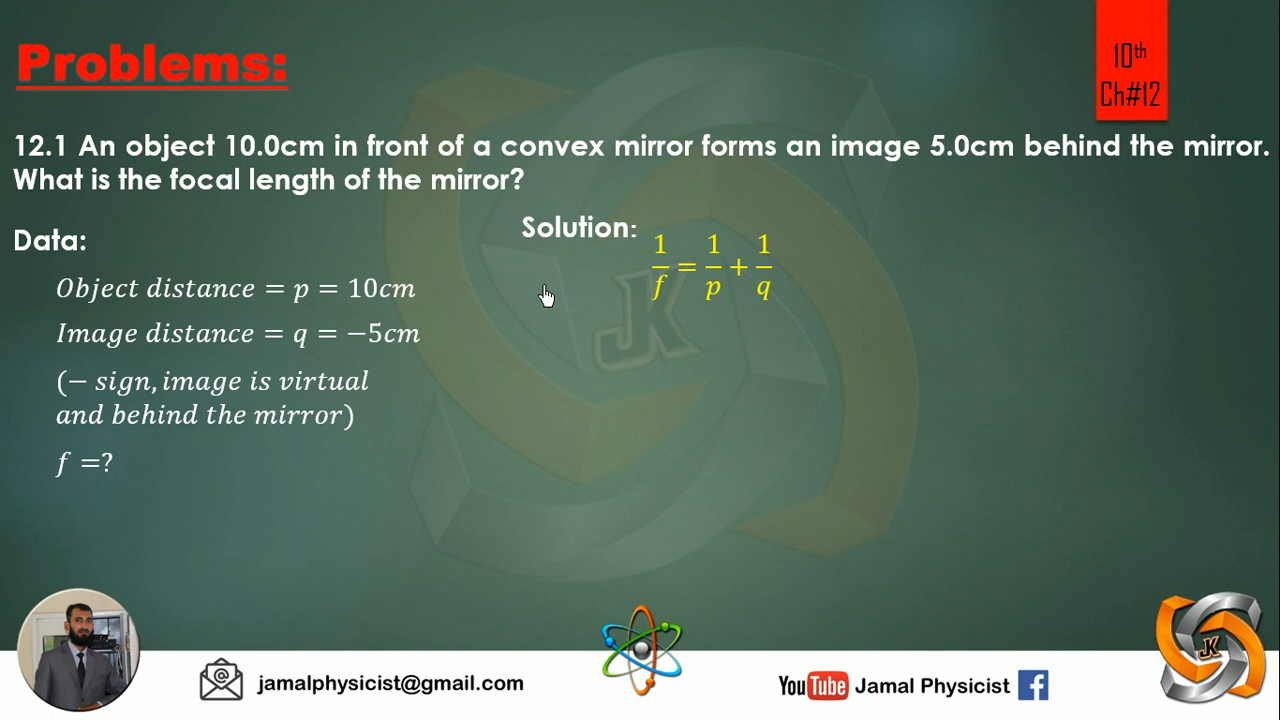 Problems:
10th
Ch#12
12.1 An object 10.0cm in front of a convex mirror forms an image 5.0cm behind the mirror.
What is the focal length of the mirror?
Data:
Object distance = p = 10cm
Image distance = q = −5cm
(− sign, image is virtual
and behind the mirror)
f =?
Solution:
1/f = 1/p + 1/q
JK
jamalphysicist@gmail.com
YouTube Jamal Physicist f
JK